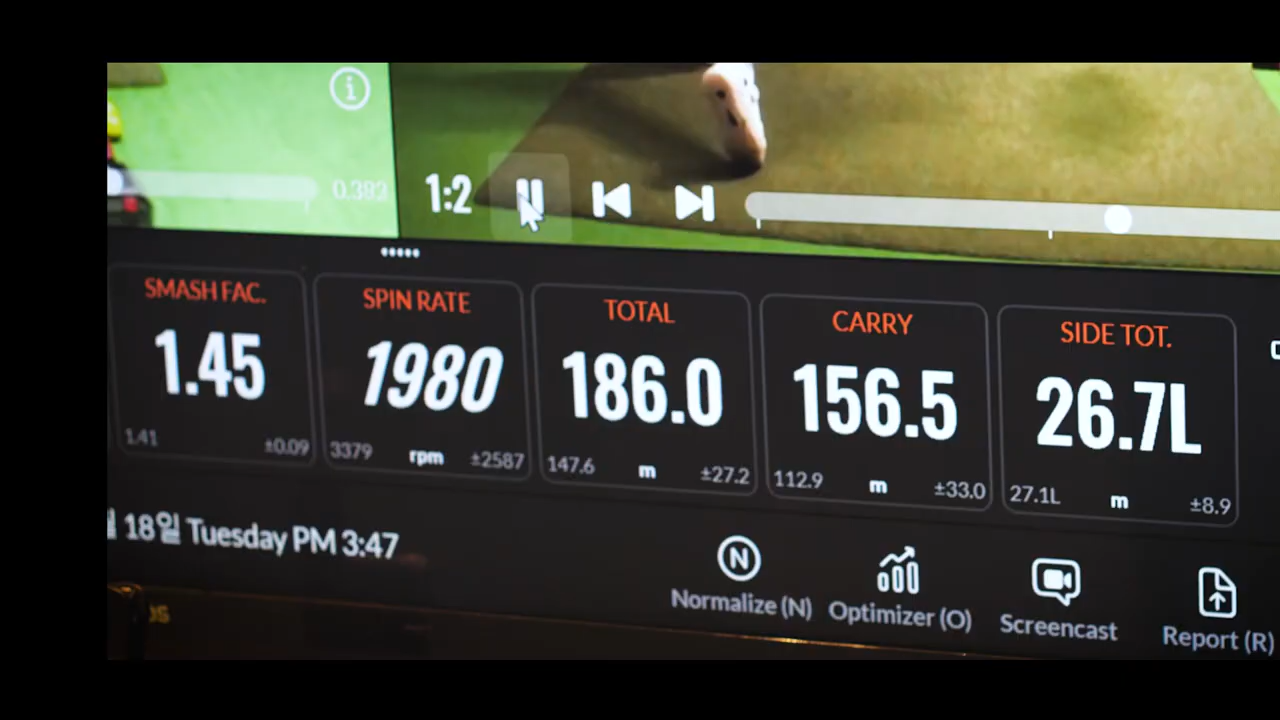 0.383
1:2
SMASH FAC.
1.45
1.41 ±0.09
SPIN RATE
1980
3379 rpm ±2587
TOTAL
186.0
147.6 m ±27.2
CARRY
156.5
112.9 m ±33.0
SIDE TOT.
26.7L
27.1L m ±8.9
18일 Tuesday PM 3:47
N
Normalize (N)
Optimizer (O)
Screencast
Report (R)